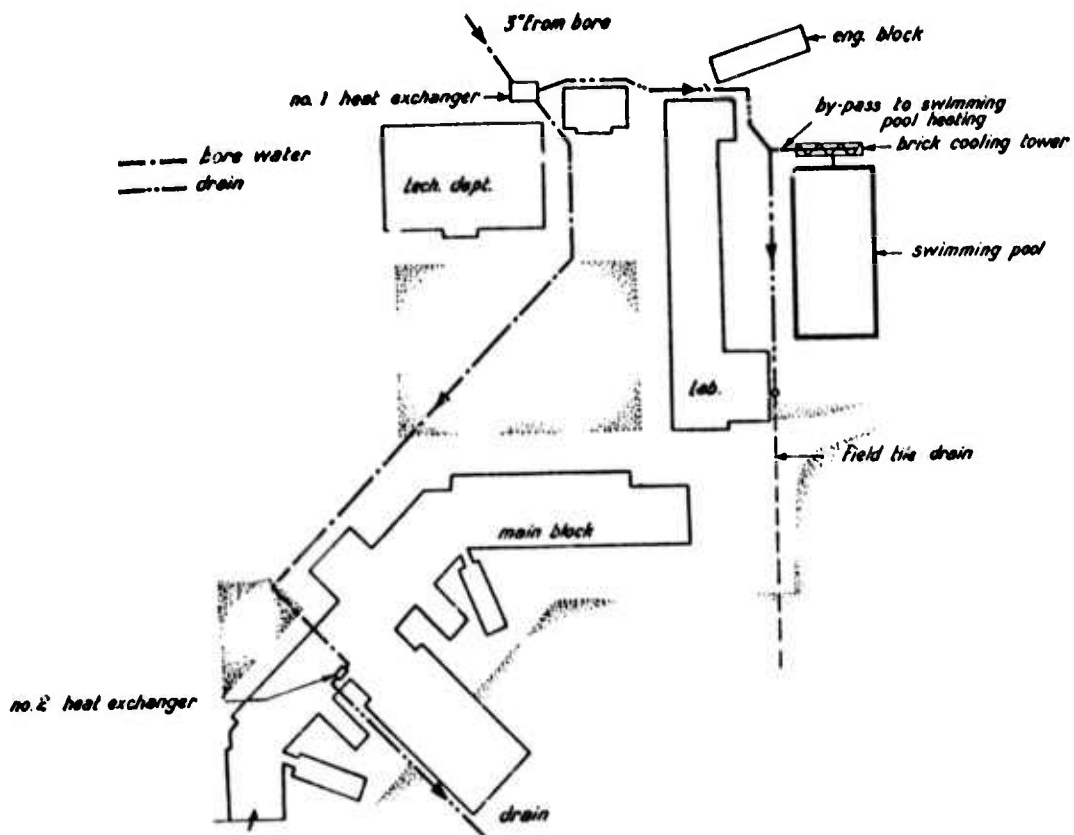 3" from bore
eng. block
no. 1 heat exchanger
by-pass to swimming
pool heating
brick cooling tower
bore water
drain
tech. dept.
swimming pool
lab.
field tile drain
main block
no. 2 heat exchanger
drain